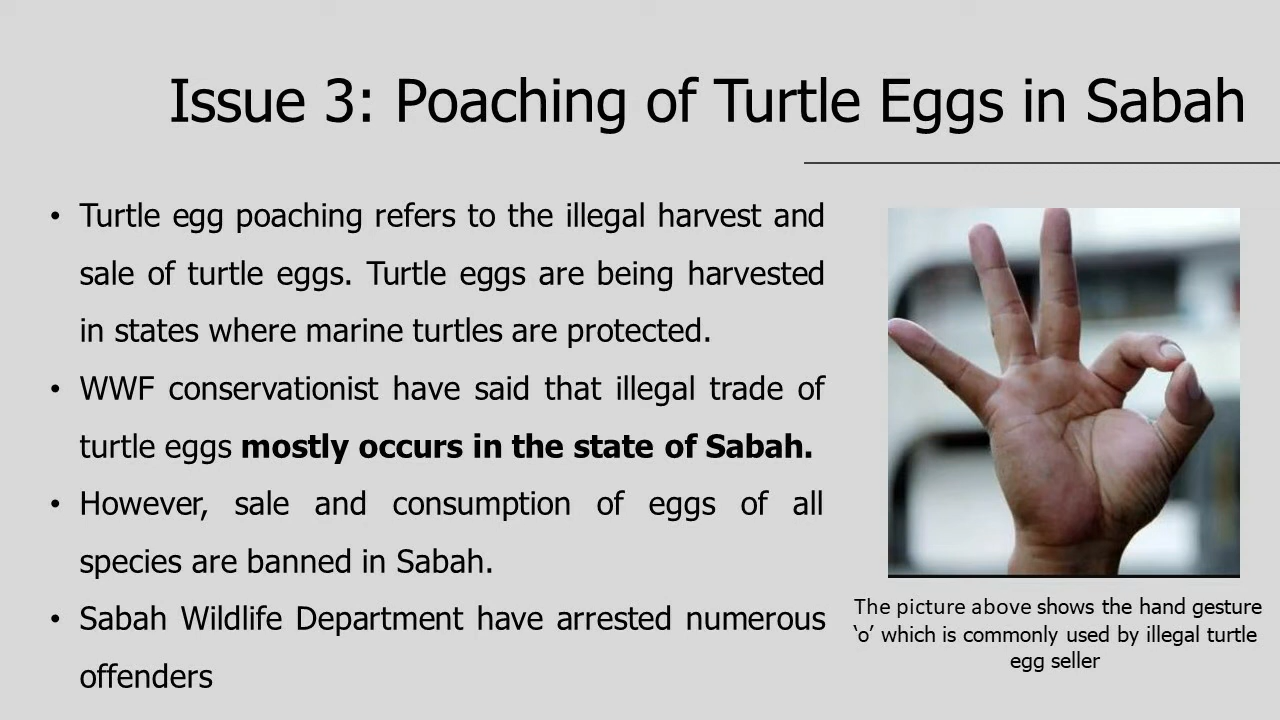 Issue 3: Poaching of Turtle Eggs in Sabah
• Turtle egg poaching refers to the illegal harvest and
sale of turtle eggs. Turtle eggs are being harvested
in states where marine turtles are protected.
• WWF conservationist have said that illegal trade of
turtle eggs mostly occurs in the state of Sabah.
• However, sale and consumption of eggs of all
species are banned in Sabah.
• Sabah Wildlife Department have arrested numerous
offenders
The picture above shows the hand gesture
‘o’ which is commonly used by illegal turtle
egg seller